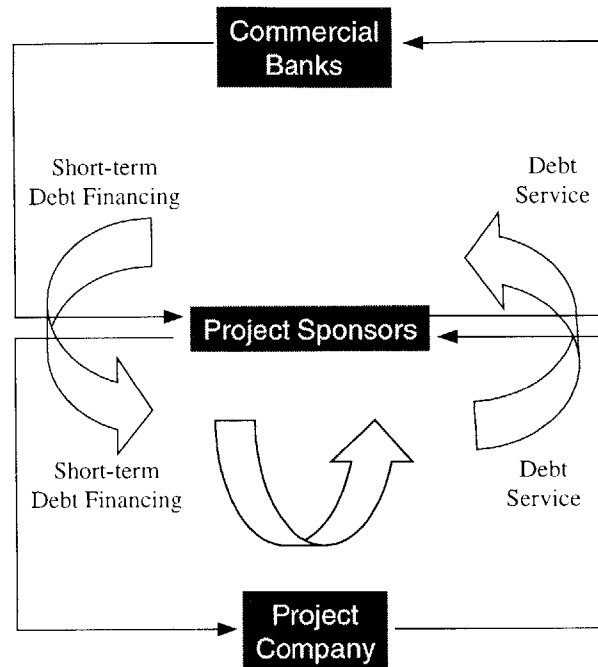 Commercial
Banks
Short-term
Debt Financing
Debt
Service
Project Sponsors
Short-term
Debt Financing
Debt
Service
Project
Company